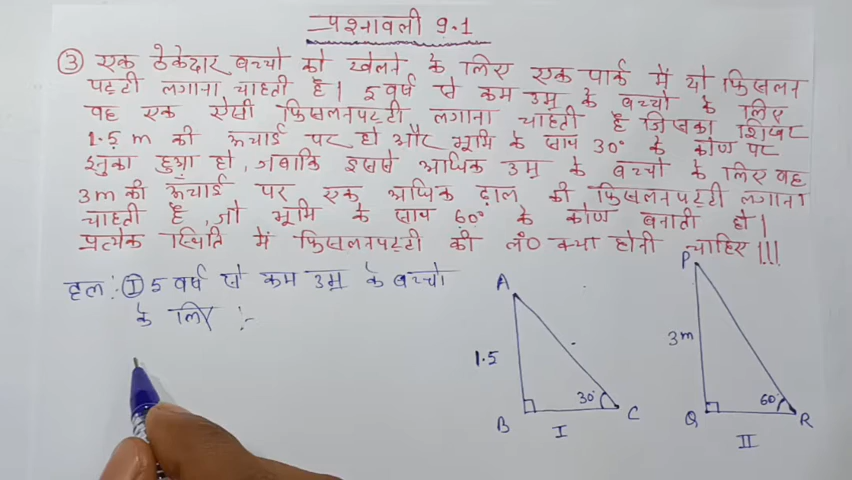 प्रश्नावली 9.1
③ एक ठेकेदार बच्चो को खेलने के लिए एक पार्क में दो फिसलन
पट्टी लगाना चाहती है। 5 वर्ष से कम उम्र के बच्चो के लिए
वह एक ऐसी फिसलनपट्टी लगाना चाहती है जिसका शिखर
1.5 m की ऊंचाई पर हो और भूमि के साथ 30° के कोण पर
झुका हुआ हो, जबकि इससे अधिक उम्र के बच्चो के लिए वह
3m की ऊँचाई पर एक अधिक ढ़ाल की फिसलनपट्टी लगाना
चाहती है, जो भूमि के साथ 60° के कोण बनाती हो।
प्रत्येक स्थिति में फिसलनपट्टी की लं० क्या होनी चाहिए।।।
हल : Ⓘ 5 वर्ष से कम उम्र के बच्चो
के लिए :-
A
1.5
30°
B
C
I
P
3m
60°
Q
R
II